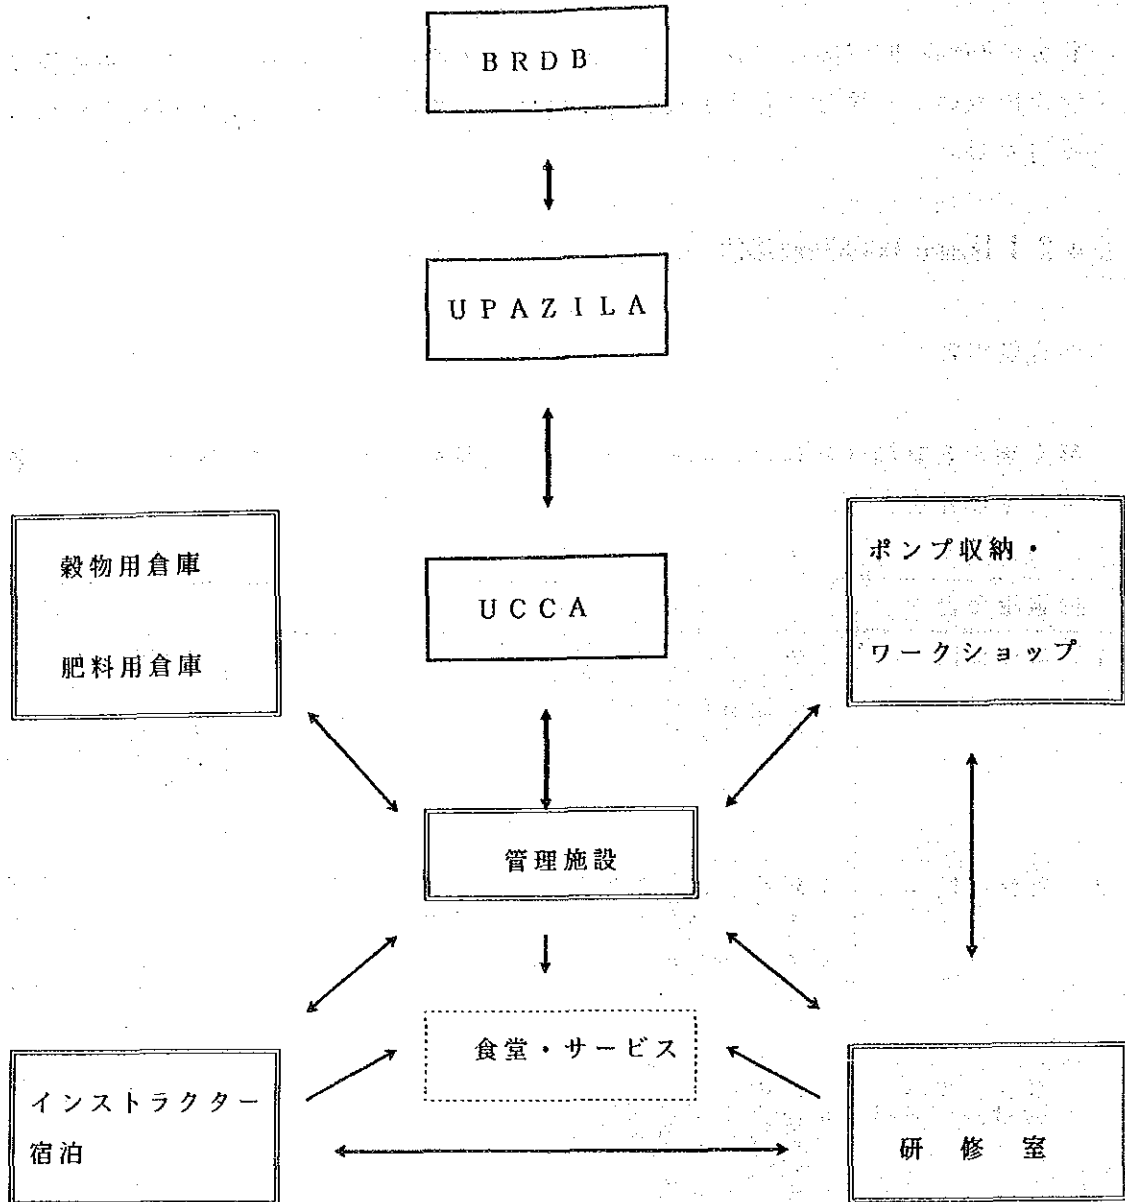 BRDB
UPAZILA
穀物用倉庫
肥料用倉庫
UCCA
ポンプ収納・
ワークショップ
管理施設
食堂・サービス
インストラクター
宿泊
研修室